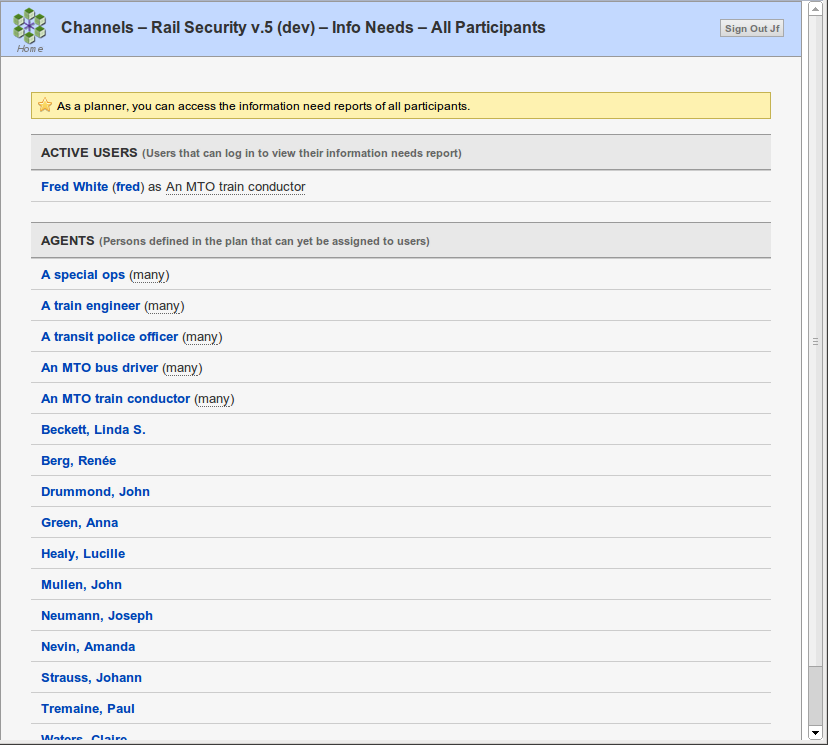 Channels – Rail Security v.5 (dev) – Info Needs – All Participants
Sign Out Jf
Home
As a planner, you can access the information need reports of all participants.
ACTIVE USERS (Users that can log in to view their information needs report)
Fred White (fred) as An MTO train conductor
AGENTS (Persons defined in the plan that can yet be assigned to users)
A special ops (many)
A train engineer (many)
A transit police officer (many)
An MTO bus driver (many)
An MTO train conductor (many)
Beckett, Linda S.
Berg, Renée
Drummond, John
Green, Anna
Healy, Lucille
Mullen, John
Neumann, Joseph
Nevin, Amanda
Strauss, Johann
Tremaine, Paul
Waters, Claire